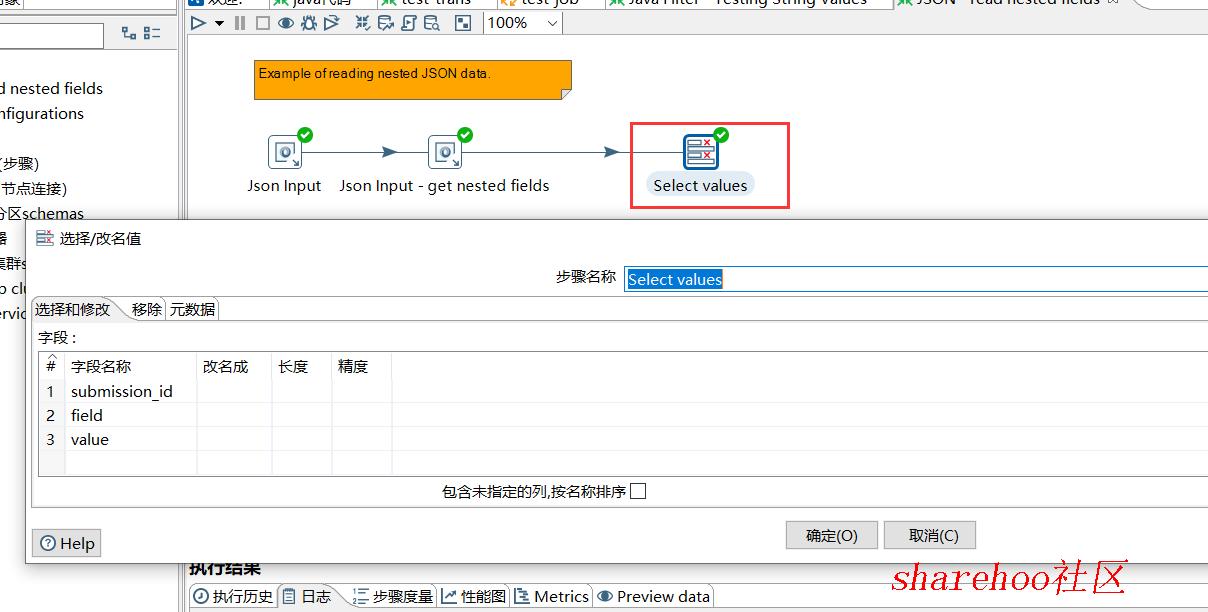 100%
d nested fields
nfigurations
(步骤)
节点连接)
分区schemas
Example of reading nested JSON data.
Json Input
Json Input - get nested fields
Select values
选择/改名值
步骤名称
Select values
选择和修改
移除
元数据
字段 :
# 字段名称 改名成 长度 精度
1 submission_id
2 field
3 value
包含未指定的列,按名称排序
Help
确定(O)
取消(C)
执行结果
执行历史
日志
步骤度量
性能图
Metrics
Preview data
sharehoo社区